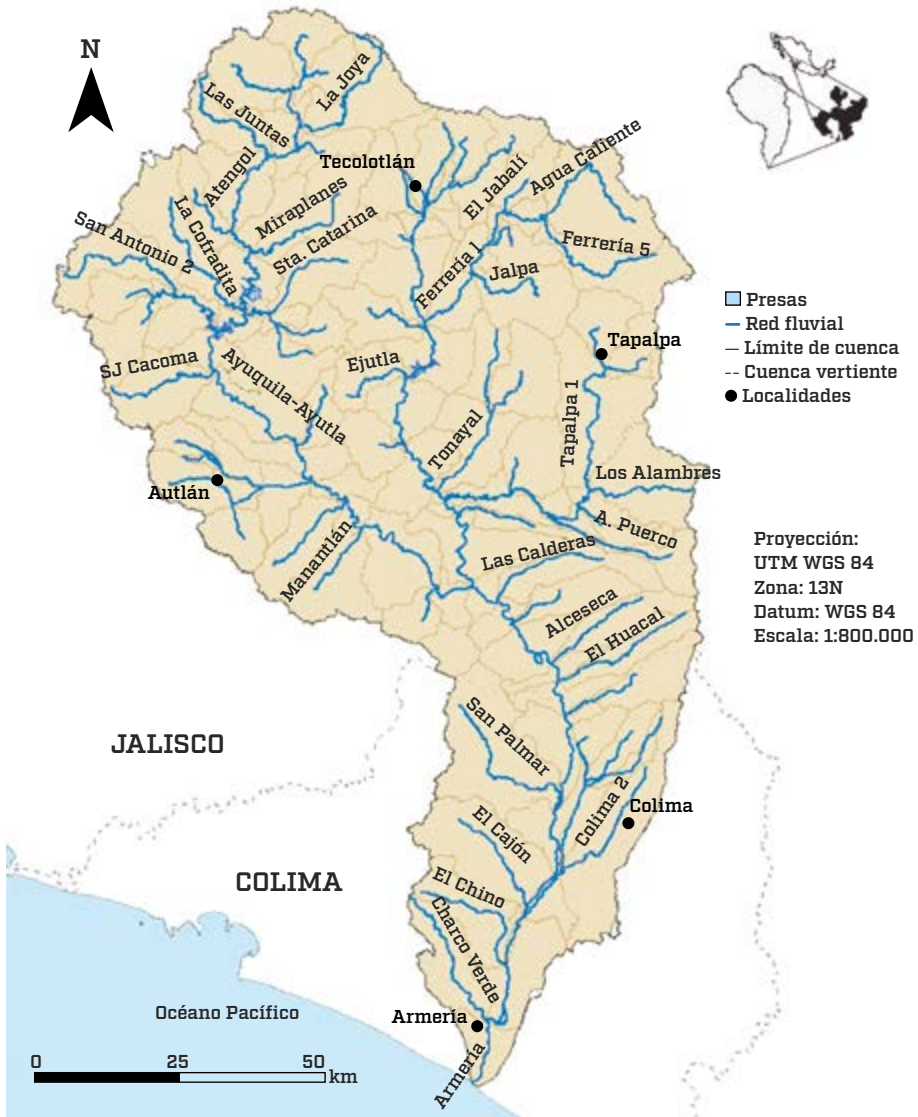 N
Las Juntas
La Joya
Atengol
Tecolotlán
Miraplanes
El Jabalí
Agua Caliente
La Cofradita
San Antonio 2
Sta. Catarina
Ferrería 1
Ferrería 5
Jalpa
SJ Cacoma
Ayuquila-Ayutla
Ejutla
Tapalpa
Tapalpa 1
Tonayal
Los Alambres
Autlán
Manantlán
A. Puerco
Las Calderas
Alceseca
El Huacal
San Palmar
Colima 2
Colima
El Cajón
El Chino
Charco Verde
Armería
Armería
JALISCO
COLIMA
Océano Pacífico
0 25 50
km
Presas
Red fluvial
Límite de cuenca
Cuenca vertiente
Localidades
Proyección:
UTM WGS 84
Zona: 13N
Datum: WGS 84
Escala: 1:800.000